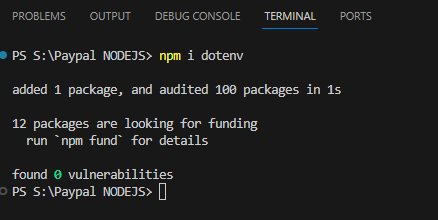 PROBLEMS OUTPUT DEBUG CONSOLE TERMINAL PORTS
PS S:\Paypal NODEJS> npm i dotenv
added 1 package, and audited 100 packages in 1s
12 packages are looking for funding
  run `npm fund` for details
found 0 vulnerabilities
PS S:\Paypal NODEJS>